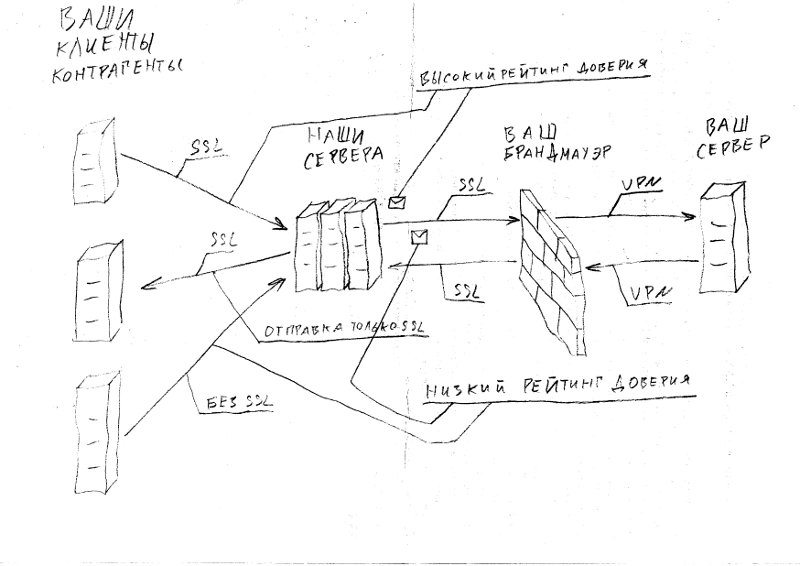 ВАШИ
КЛИЕНТЫ
КОНТРАГЕНТЫ
ВЫСОКИЙ РЕЙТИНГ ДОВЕРИЯ
НАШИ
СЕРВЕРА
ВАШ
БРАНДМАУЭР
ВАШ
СЕРВЕР
SSL
SSL
VPN
SSL
SSL
VPN
ОТПРАВКА ТОЛЬКО SSL
БЕЗ SSL
НИЗКИЙ РЕЙТИНГ ДОВЕРИЯ